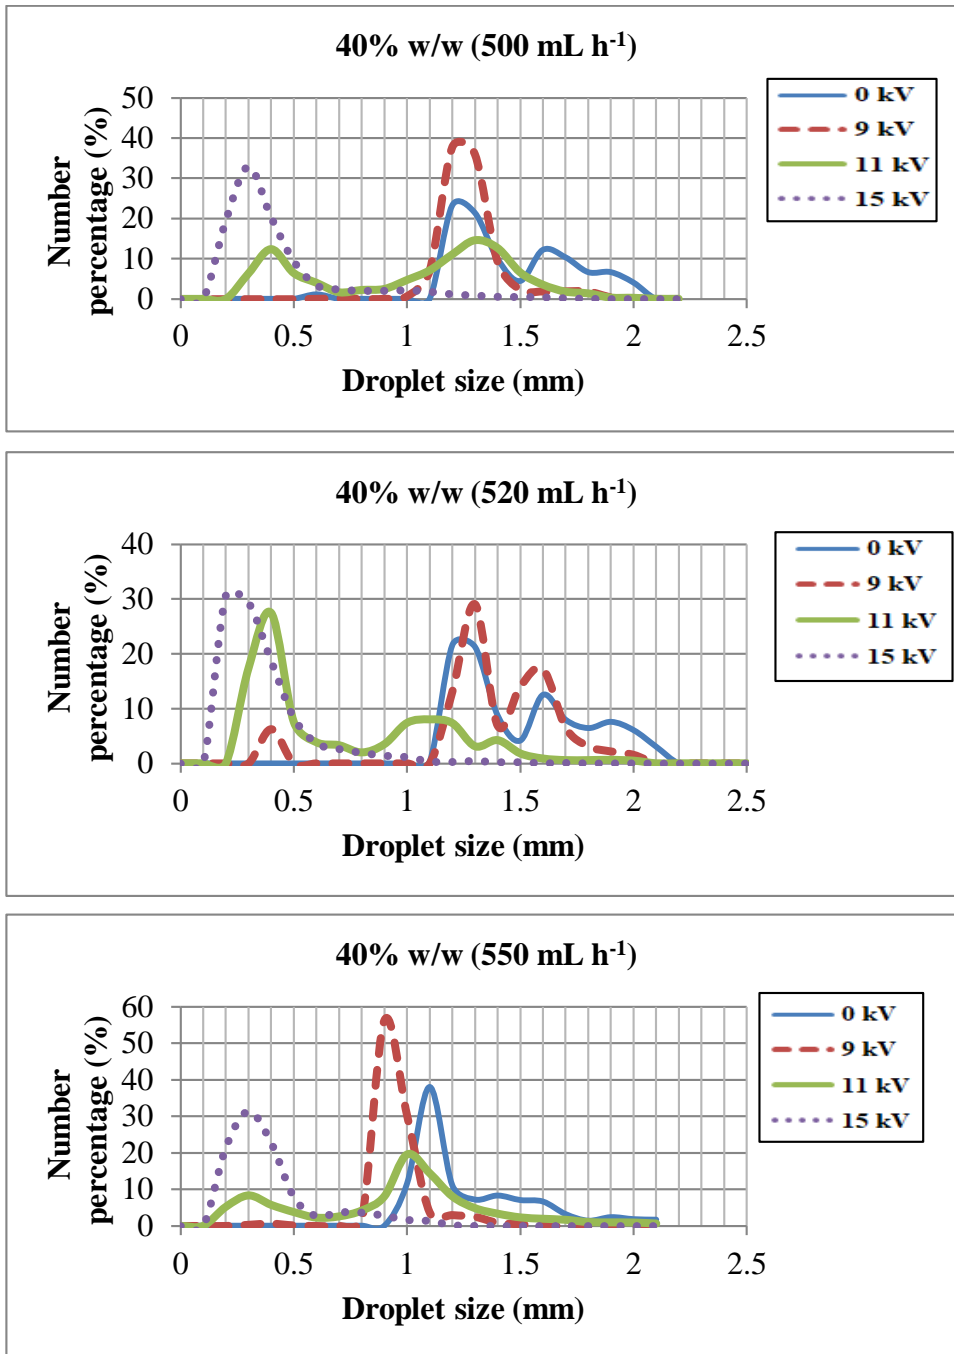 40% w/w (500 mL h⁻¹)
Number
percentage (%)
50
40
30
20
10
0
0 0.5 1 1.5 2 2.5
Droplet size (mm)
0 kV
9 kV
11 kV
15 kV
40% w/w (520 mL h⁻¹)
Number
percentage (%)
40
30
20
10
0
0 0.5 1 1.5 2 2.5
Droplet size (mm)
0 kV
9 kV
11 kV
15 kV
40% w/w (550 mL h⁻¹)
Number
percentage (%)
60
50
40
30
20
10
0
0 0.5 1 1.5 2 2.5
Droplet size (mm)
0 kV
9 kV
11 kV
15 kV